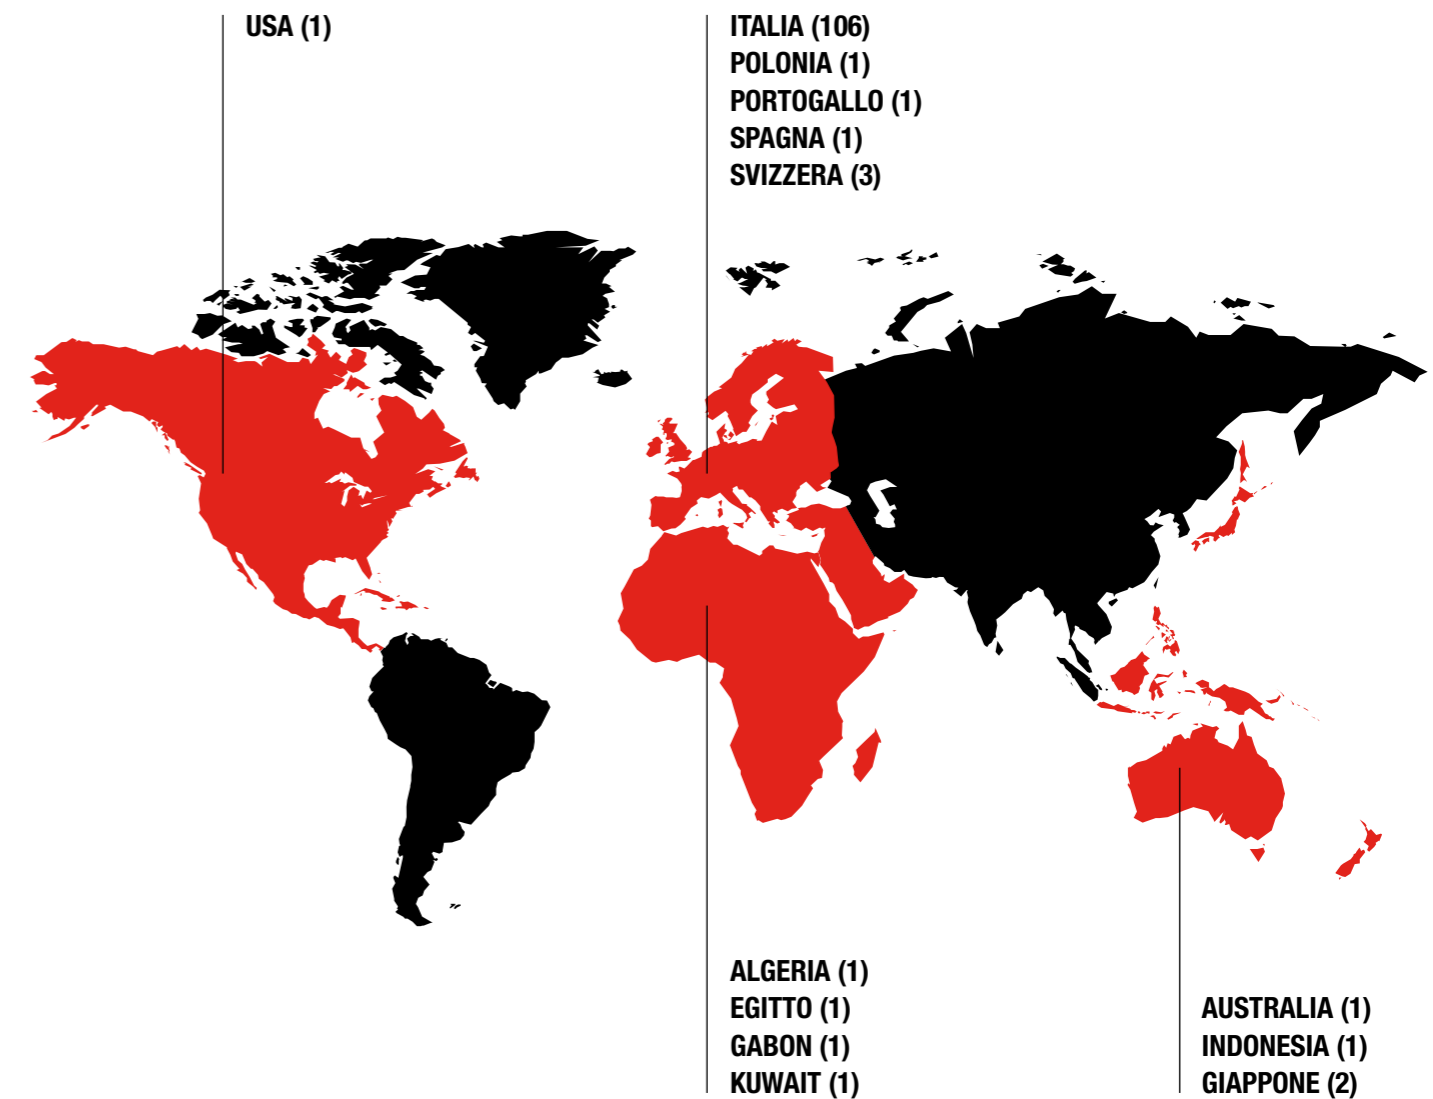 USA (1)
ITALIA (106)
POLONIA (1)
PORTOGALLO (1)
SPAGNA (1)
SVIZZERA (3)
ALGERIA (1)
EGITTO (1)
GABON (1)
KUWAIT (1)
AUSTRALIA (1)
INDONESIA (1)
GIAPPONE (2)